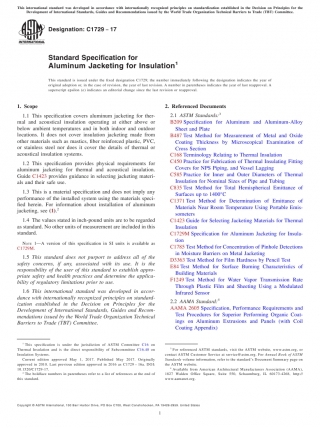 This international standard was developed in accordance with internationally recognized principles on standardization established in the Decision on Principles for the
Development of International Standards, Guides and Recommendations issued by the World Trade Organization Technical Barriers to Trade (TBT) Committee.
Designation: C1729 − 17
Standard Specification for
Aluminum Jacketing for Insulation1
This standard is issued under the fixed designation C1729; the number immediately following the designation indicates the year of
original adoption or, in the case of revision, the year of last revision. A number in parentheses indicates the year of last reapproval. A
superscript epsilon (ε) indicates an editorial change since the last revision or reapproval.
1. Scope
1.1 This specification covers aluminum jacketing for ther-
mal and acoustical insulation operating at either above or
below ambient temperatures and in both indoor and outdoor
locations. It does not cover insulation jacketing made from
other materials such as mastics, fiber reinforced plastic, PVC,
or stainless steel nor does it cover the details of thermal or
acoustical insulation systems.
1.2 This specification provides physical requirements for
aluminum jacketing for thermal and acoustical insulation.
Guide C1423 provides guidance in selecting jacketing materi-
als and their safe use.
1.3 This is a material specification and does not imply any
performance of the installed system using the materials speci-
fied herein. For information about installation of aluminum
jacketing, see (1).2
1.4 The values stated in inch-pound units are to be regarded
as standard. No other units of measurement are included in this
standard.
NOTE 1—A version of this specification in SI units is available as
C1729M.
1.5 This standard does not purport to address all of the
safety concerns, if any, associated with its use. It is the
responsibility of the user of this standard to establish appro-
priate safety and health practices and determine the applica-
bility of regulatory limitations prior to use.
1.6 This international standard was developed in accor-
dance with internationally recognized principles on standard-
ization established in the Decision on Principles for the
Development of International Standards, Guides and Recom-
mendations issued by the World Trade Organization Technical
Barriers to Trade (TBT) Committee.
1 This specification is under the jurisdiction of ASTM Committee C16 on
Thermal Insulation and is the direct responsibility of Subcommittee C16.40 on
Insulation Systems.
Current edition approved May 1, 2017. Published May 2017. Originally
approved in 2010. Last previous edition approved in 2016 as C1729 – 16a. DOI:
10.1520/C1729-17.
2 The boldface numbers in parentheses refer to a list of references at the end of
this standard.
2. Referenced Documents
2.1 ASTM Standards:3
B209 Specification for Aluminum and Aluminum-Alloy
Sheet and Plate
B487 Test Method for Measurement of Metal and Oxide
Coating Thickness by Microscopical Examination of
Cross Section
C168 Terminology Relating to Thermal Insulation
C450 Practice for Fabrication of Thermal Insulating Fitting
Covers for NPS Piping, and Vessel Lagging
C585 Practice for Inner and Outer Diameters of Thermal
Insulation for Nominal Sizes of Pipe and Tubing
C835 Test Method for Total Hemispherical Emittance of
Surfaces up to 1400°C
C1371 Test Method for Determination of Emittance of
Materials Near Room Temperature Using Portable Emis-
someters
C1423 Guide for Selecting Jacketing Materials for Thermal
Insulation
C1729M Specification for Aluminum Jacketing for Insula-
tion
C1785 Test Method for Concentration of Pinhole Detections
in Moisture Barriers on Metal Jacketing
D3363 Test Method for Film Hardness by Pencil Test
E84 Test Method for Surface Burning Characteristics of
Building Materials
F1249 Test Method for Water Vapor Transmission Rate
Through Plastic Film and Sheeting Using a Modulated
Infrared Sensor
2.2 AAMA Standard:4
AAMA 2605 Specification, Performance Requirements and
Test Procedures for Superior Performing Organic Coat-
ings on Aluminum Extrusions and Panels (with Coil
Coating Appendix)
3 For referenced ASTM standards, visit the ASTM website, www.astm.org, or
contact ASTM Customer Service at service@astm.org. For Annual Book of ASTM
Standards volume information, refer to the standard's Document Summary page on
the ASTM website.
4 Available from American Architectural Manufacturers Association (AAMA),
1827 Walden Office Square, Suite 550, Schaumburg, IL 60173-4268, http://
www.aamanet.org.
Copyright © ASTM International, 100 Barr Harbor Drive, PO Box C700, West Conshohocken, PA 19428-2959. United States
1